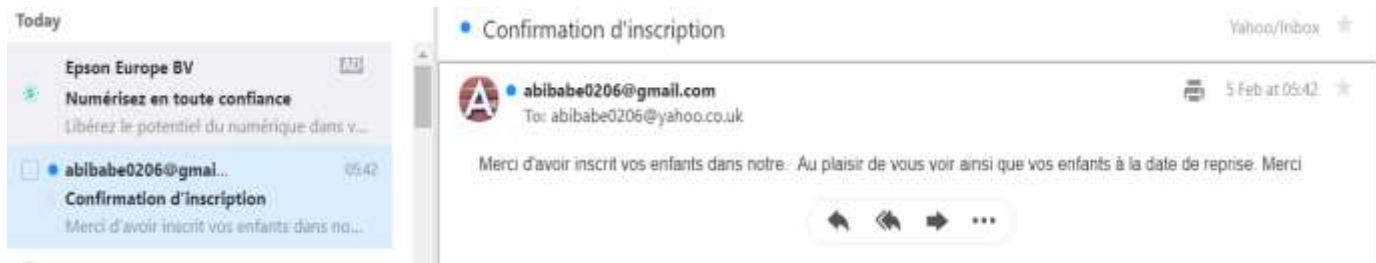 Today
Epson Europe BV
Numérisez en toute confiance
Libérez le potentiel du numérique dans v...
abibabe0206@gmai...
05:42
Confirmation d'inscription
Merci d'avoir inscrit vos enfants dans no...
Confirmation d'inscription
Yahoo/Inbox
A
abibabe0206@gmail.com
5 Feb at 05:42
To: abibabe0206@yahoo.co.uk
Merci d'avoir inscrit vos enfants dans notre. Au plaisir de vous voir ainsi que vos enfants à la date de reprise. Merci